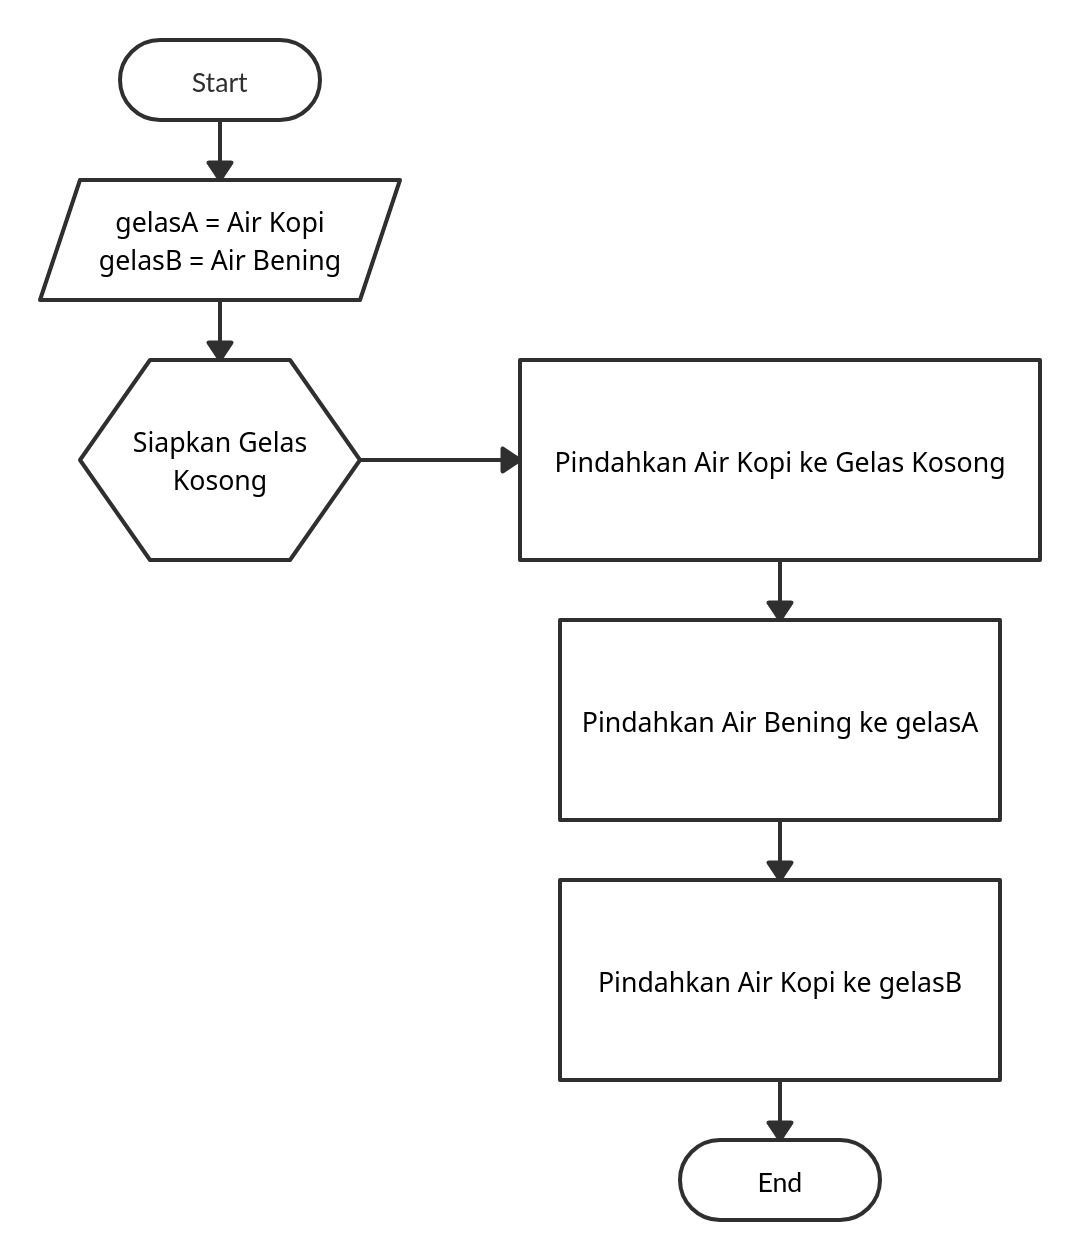 Start
gelasA = Air Kopi
gelasB = Air Bening
Siapkan Gelas
Kosong
Pindahkan Air Kopi ke Gelas Kosong
Pindahkan Air Bening ke gelasA
Pindahkan Air Kopi ke gelasB
End